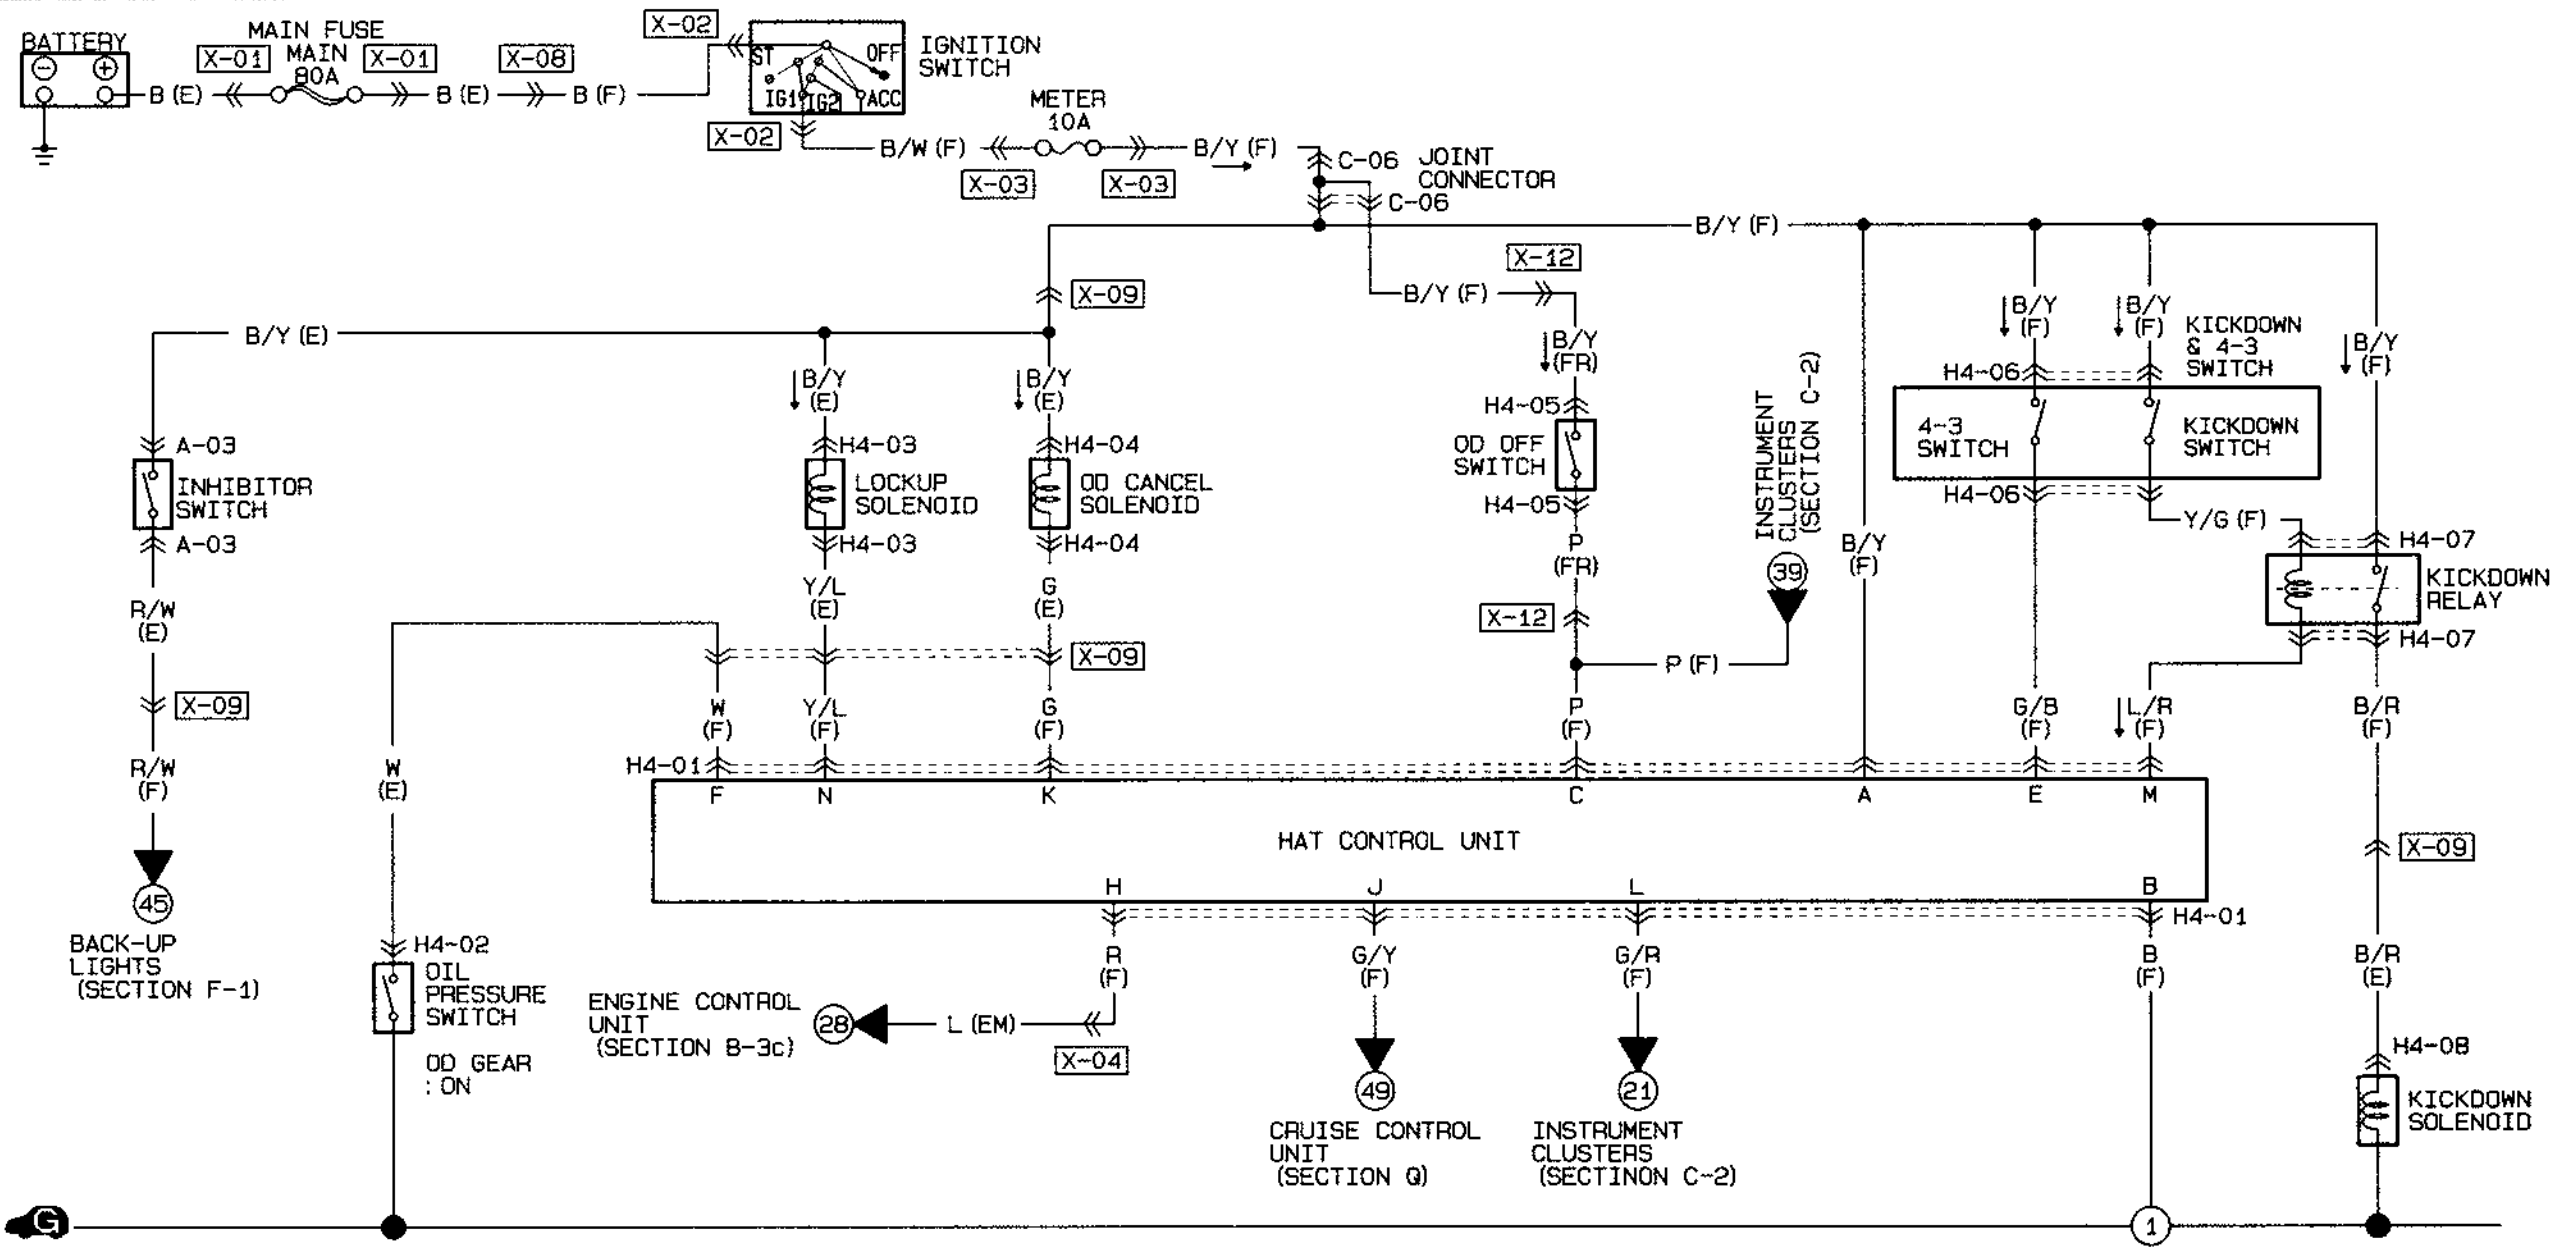 BATTERY
MAIN FUSE
MAIN
80A
X-01
X-01
X-08
B (E)
B (E)
B (F)
X-02
ST
OFF
IG1
IG2
ACC
IGNITION
SWITCH
X-02
B/W (F)
METER
10A
X-03
X-03
B/Y (F)
C-06
JOINT
CONNECTOR
C-06
B/Y (F)
X-12
B/Y (F)
X-09
B/Y (E)
B/Y
(E)
B/Y
(E)
B/Y
(FR)
B/Y
(F)
B/Y
(F)
KICKDOWN
& 4-3
SWITCH
B/Y
(F)
A-03
INHIBITOR
SWITCH
A-03
H4-03
LOCKUP
SOLENOID
H4-03
H4-04
OD CANCEL
SOLENOID
H4-04
H4-05
OD OFF
SWITCH
H4-05
INSTRUMENT
CLUSTERS
(SECTION C-2)
39
H4-06
4-3
SWITCH
KICKDOWN
SWITCH
H4-06
Y/G (F)
H4-07
KICKDOWN
RELAY
H4-07
B/Y
(F)
R/W
(E)
Y/L
(E)
G
(E)
P
(FR)
X-12
P (F)
X-09
X-09
R/W
(F)
W
(F)
Y/L
(F)
G
(F)
P
(F)
G/B
(F)
L/R
(F)
B/R
(F)
W
(E)
H4-01
F
N
K
C
A
E
M
HAT CONTROL UNIT
H
J
L
B
H4-01
X-09
45
BACK-UP
LIGHTS
(SECTION F-1)
H4-02
OIL
PRESSURE
SWITCH
OD GEAR
: ON
R
(F)
G/Y
(F)
G/R
(F)
B
(F)
B/R
(E)
ENGINE CONTROL
UNIT
(SECTION B-3c)
28
L (EM)
X-04
49
CRUISE CONTROL
UNIT
(SECTION Q)
21
INSTRUMENT
CLUSTERS
(SECTINON C-2)
H4-08
KICKDOWN
SOLENOID
G
1